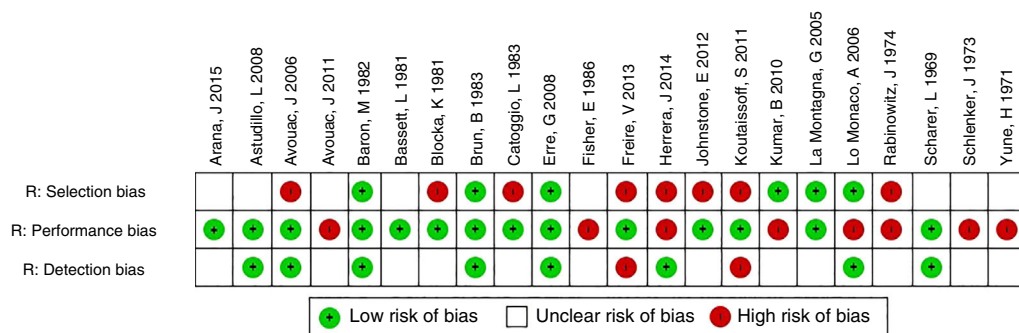 Arana, J 2015
Astudillo, L 2008
Avouac, J 2006
Avouac, J 2011
Baron, M 1982
Bassett, L 1981
Blocka, K 1981
Brun, B 1983
Catoggio, L 1983
Erre, G 2008
Fisher, E 1986
Freire, V 2013
Herrera, J 2014
Johnstone, E 2012
Koutaissoff, S 2011
Kumar, B 2010
La Montagna, G 2005
Lo Monaco, A 2006
Rabinowitz, J 1974
Scharer, L 1969
Schlenker, J 1973
Yune, H 1971
R: Selection bias - + - - + + - - - - + + + -
R: Performance bias + + + - + + + + + + - + - + + - + - - + - -
R: Detection bias + + + + + - + - + +
+ Low risk of bias Unclear risk of bias - High risk of bias